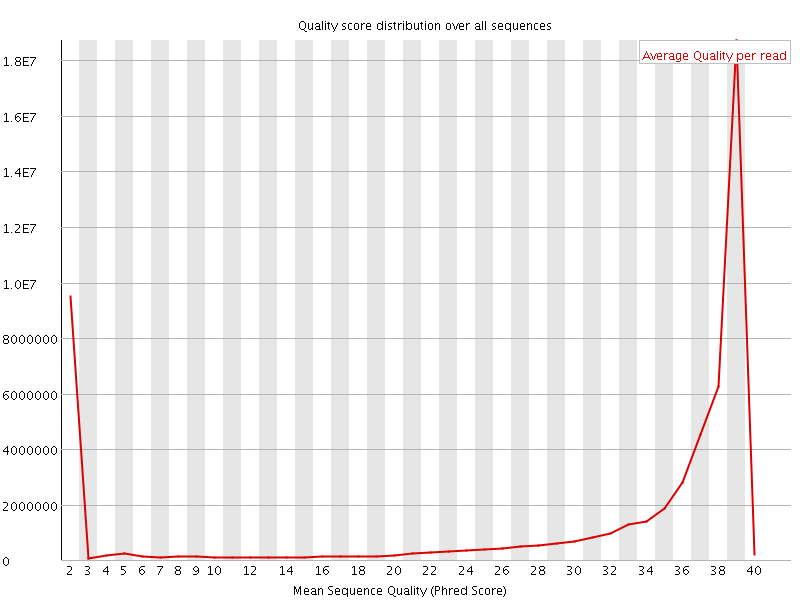 Quality score distribution over all sequences
Average Quality per read
1.8E7
1.6E7
1.4E7
1.2E7
1.0E7
8000000
6000000
4000000
2000000
0
2 3 4 5 6 7 8 9 10 12 14 16 18 20 22 24 26 28 30 32 34 36 38 40
Mean Sequence Quality (Phred Score)